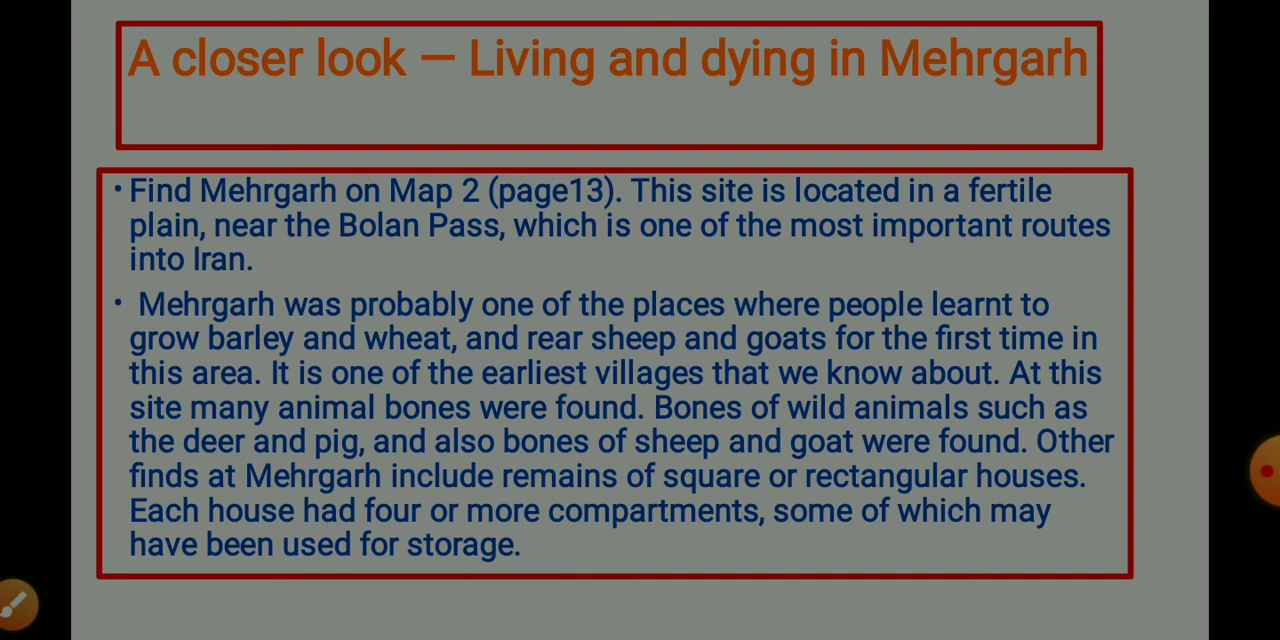 A closer look — Living and dying in Mehrgarh
• Find Mehrgarh on Map 2 (page13). This site is located in a fertile
plain, near the Bolan Pass, which is one of the most important routes
into Iran.
• Mehrgarh was probably one of the places where people learnt to
grow barley and wheat, and rear sheep and goats for the first time in
this area. It is one of the earliest villages that we know about. At this
site many animal bones were found. Bones of wild animals such as
the deer and pig, and also bones of sheep and goat were found. Other
finds at Mehrgarh include remains of square or rectangular houses.
Each house had four or more compartments, some of which may
have been used for storage.